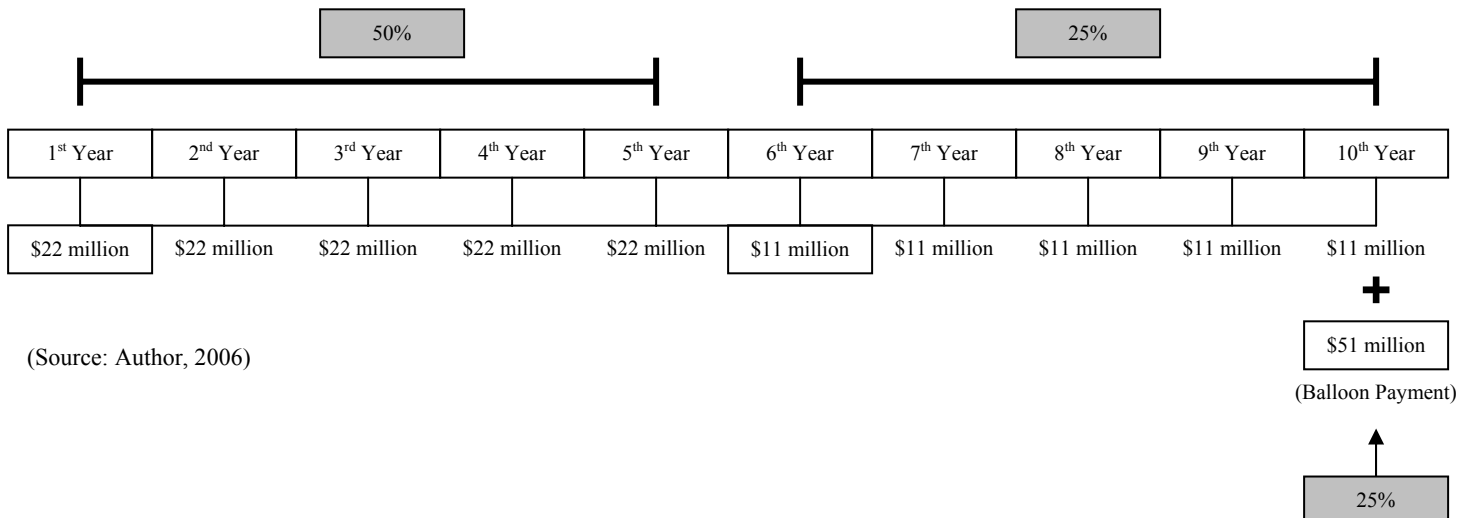 50% 25%
1st Year 2nd Year 3rd Year 4th Year 5th Year 6th Year 7th Year 8th Year 9th Year 10th Year
$22 million $22 million $22 million $22 million $22 million $11 million $11 million $11 million $11 million $11 million
+
(Source: Author, 2006) $51 million
(Balloon Payment)
25%